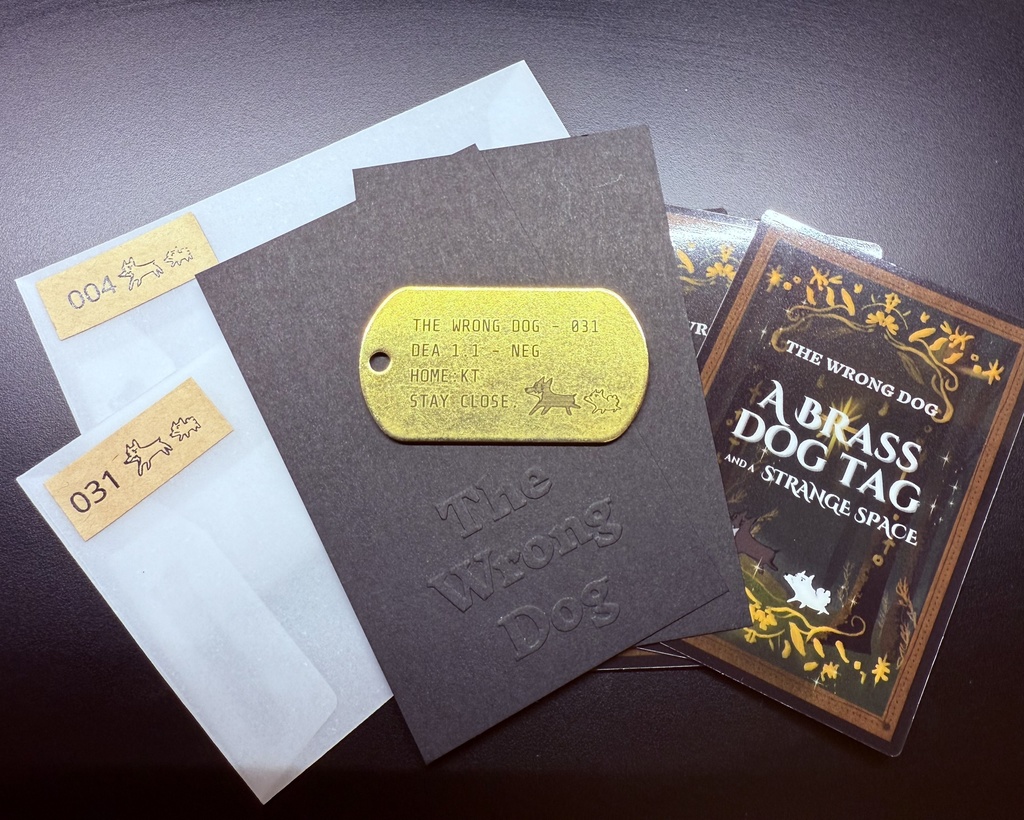 004
031
THE WRONG DOG - 031
DEA 1.1 - NEG
HOME:KT
STAY CLOSE.
The
Wrong
Dog
THE WRONG DOG
A BRASS
DOG TAG
AND A STRANGE SPACE